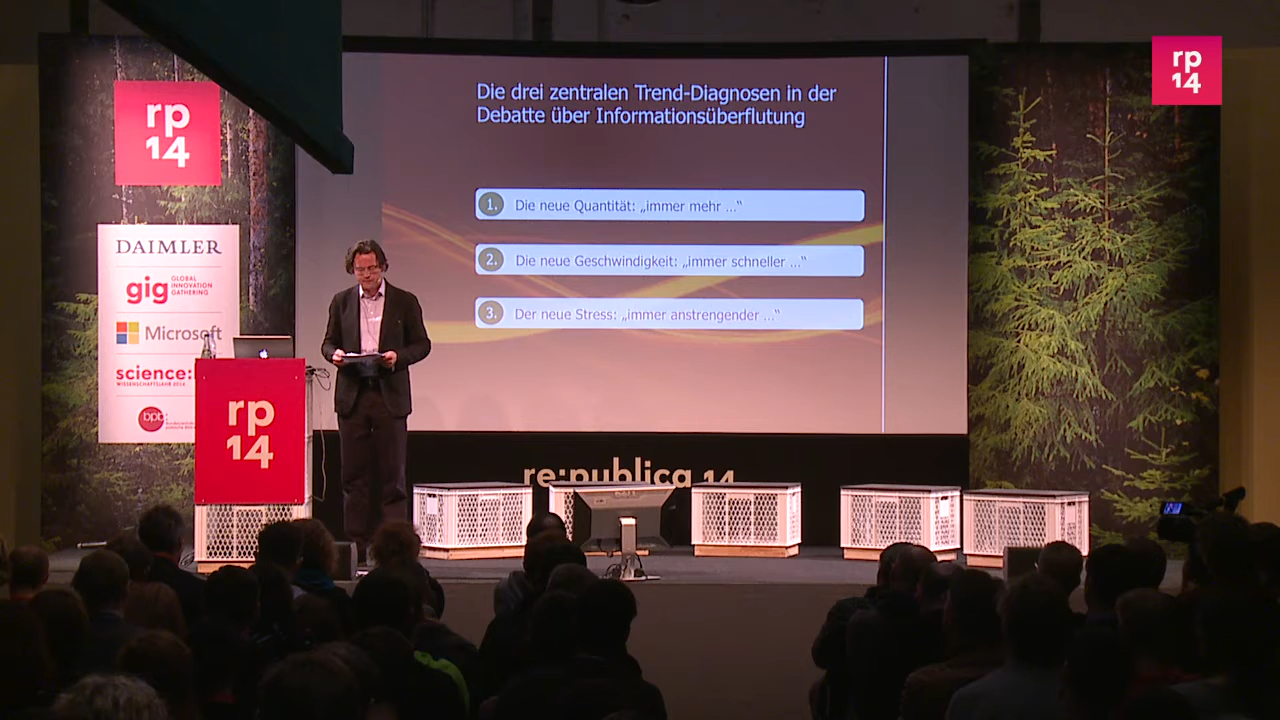 rp
14
rp
14
Die drei zentralen Trend-Diagnosen in der
Debatte über Informationsüberflutung
1. Die neue Quantität: „immer mehr ...“
2. Die neue Geschwindigkeit: „immer schneller ...“
3. Der neue Stress: „immer anstrengender ...“
DAIMLER
gig GLOBAL
INNOVATION
GATHERING
Microsoft
science:
WISSENSCHAFTSJAHR 2014
bpb:
rp
14
re:publica 14